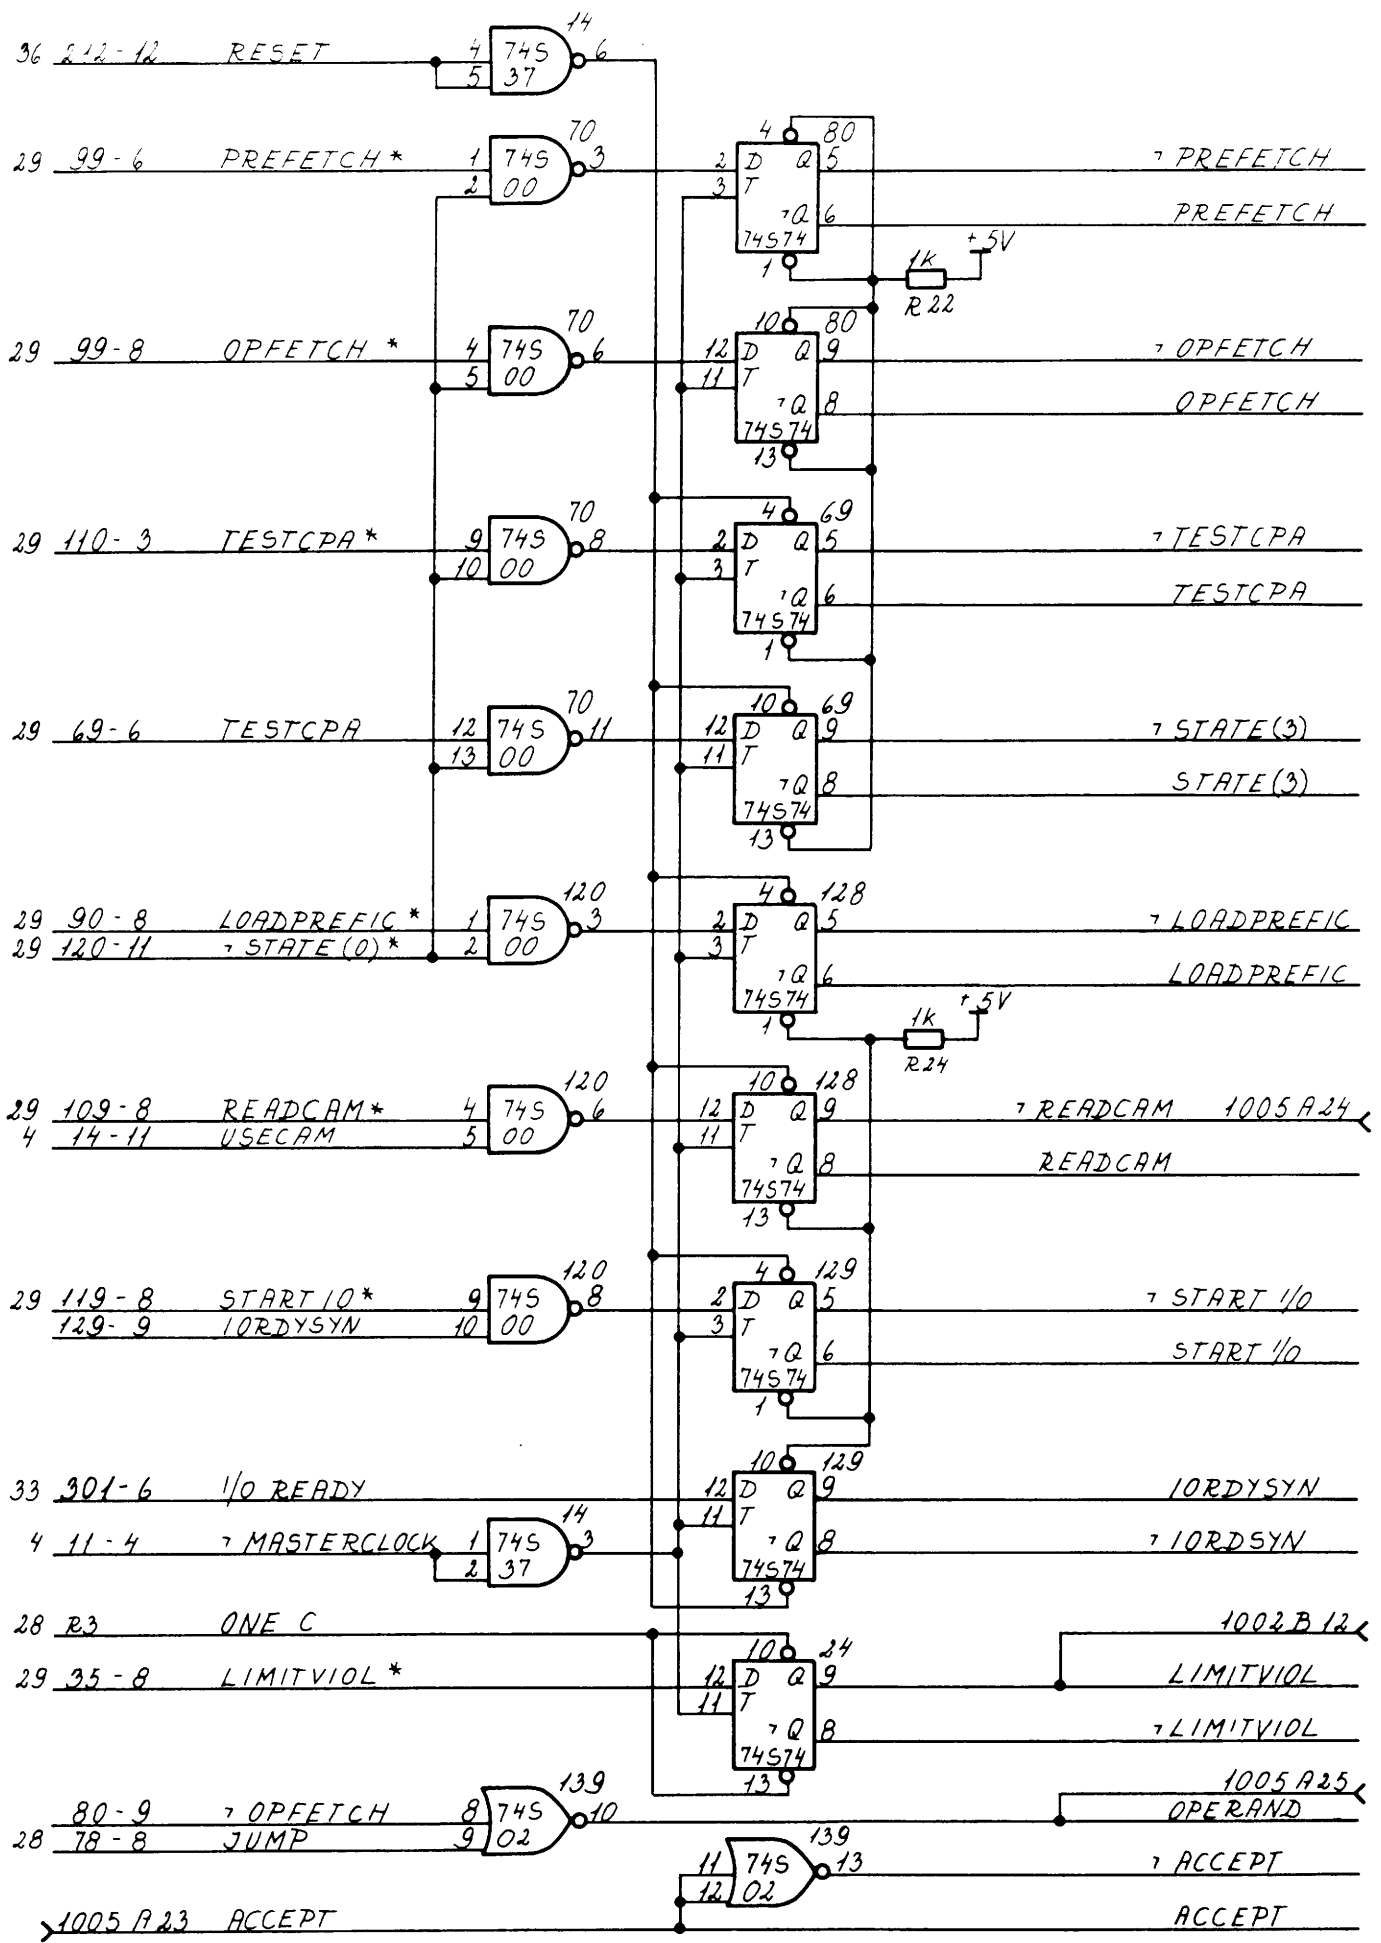 14
36 212-12 RESET 4 74S 6
5 37
70 4 80
29 99-6 PREFETCH* 1 74S 3 2 D Q 5 ¬ PREFETCH
2 00 3 T
¬Q 6 PREFETCH
74S74 +5V
1 1K
R22
70 10 80
29 99-8 OPFETCH* 4 74S 6 12 D Q 9 ¬ OPFETCH
5 00 11 T
¬Q 8 OPFETCH
74S74
13
70 4 69
29 110-3 TESTCPA* 9 74S 8 2 D Q 5 ¬ TESTCPA
10 00 3 T
¬Q 6 TESTCPA
74S74
1
70 10 69
29 69-6 TESTCPA 12 74S 11 12 D Q 9 ¬ STATE(3)
13 00 11 T
¬Q 8 STATE(3)
74S74
13
120 4 128
29 90-8 LOADPREFIC* 1 74S 3 2 D Q 5 ¬ LOADPREFIC
29 120-11 ¬ STATE(0)* 2 00 3 T
¬Q 6 LOADPREFIC
74S74 +5V
1 1K
R24
120 10 128
29 109-8 READCAM* 4 74S 6 12 D Q 9 ¬ READCAM 1005A24
4 14-11 USECAM 5 00 11 T
¬Q 8 READCAM
74S74
13
120 4 129
29 119-8 START IO* 9 74S 8 2 D Q 5 ¬ START I/O
129-9 IORDYSYN 10 00 3 T
¬Q 6 START I/O
74S74
1
10 129
33 301-6 I/O READY 12 D Q 9 IORDYSYN
14 11 T
4 11-4 ¬ MASTERCLOCK 1 74S 3 ¬Q 8 ¬ IORDSYN
2 37 74S74
13
28 R3 ONE C 10 24 1002B12
29 35-8 LIMITVIOL* 12 D Q 9 LIMITVIOL
11 T
¬Q 8 ¬ LIMITVIOL
74S74
139 13 1005A25
80-9 ¬ OPFETCH 8 74S 10 OPERAND
28 78-8 JUMP 9 02
139
11 74S 13 ¬ ACCEPT
12 02
1005A23 ACCEPT ACCEPT